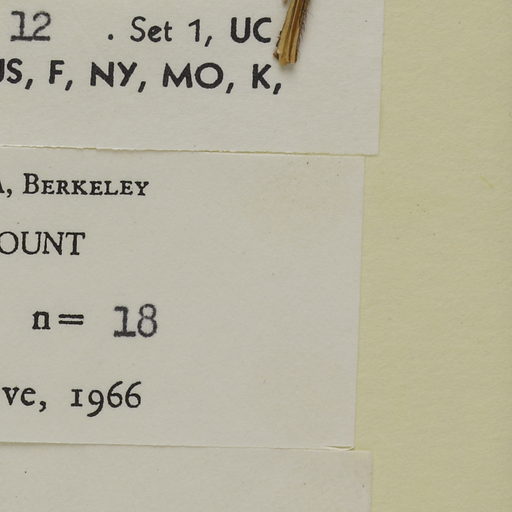 12 . Set 1, UC
US, F, NY, MO, K,
A, BERKELEY
OUNT
n= 18
ve, 1966